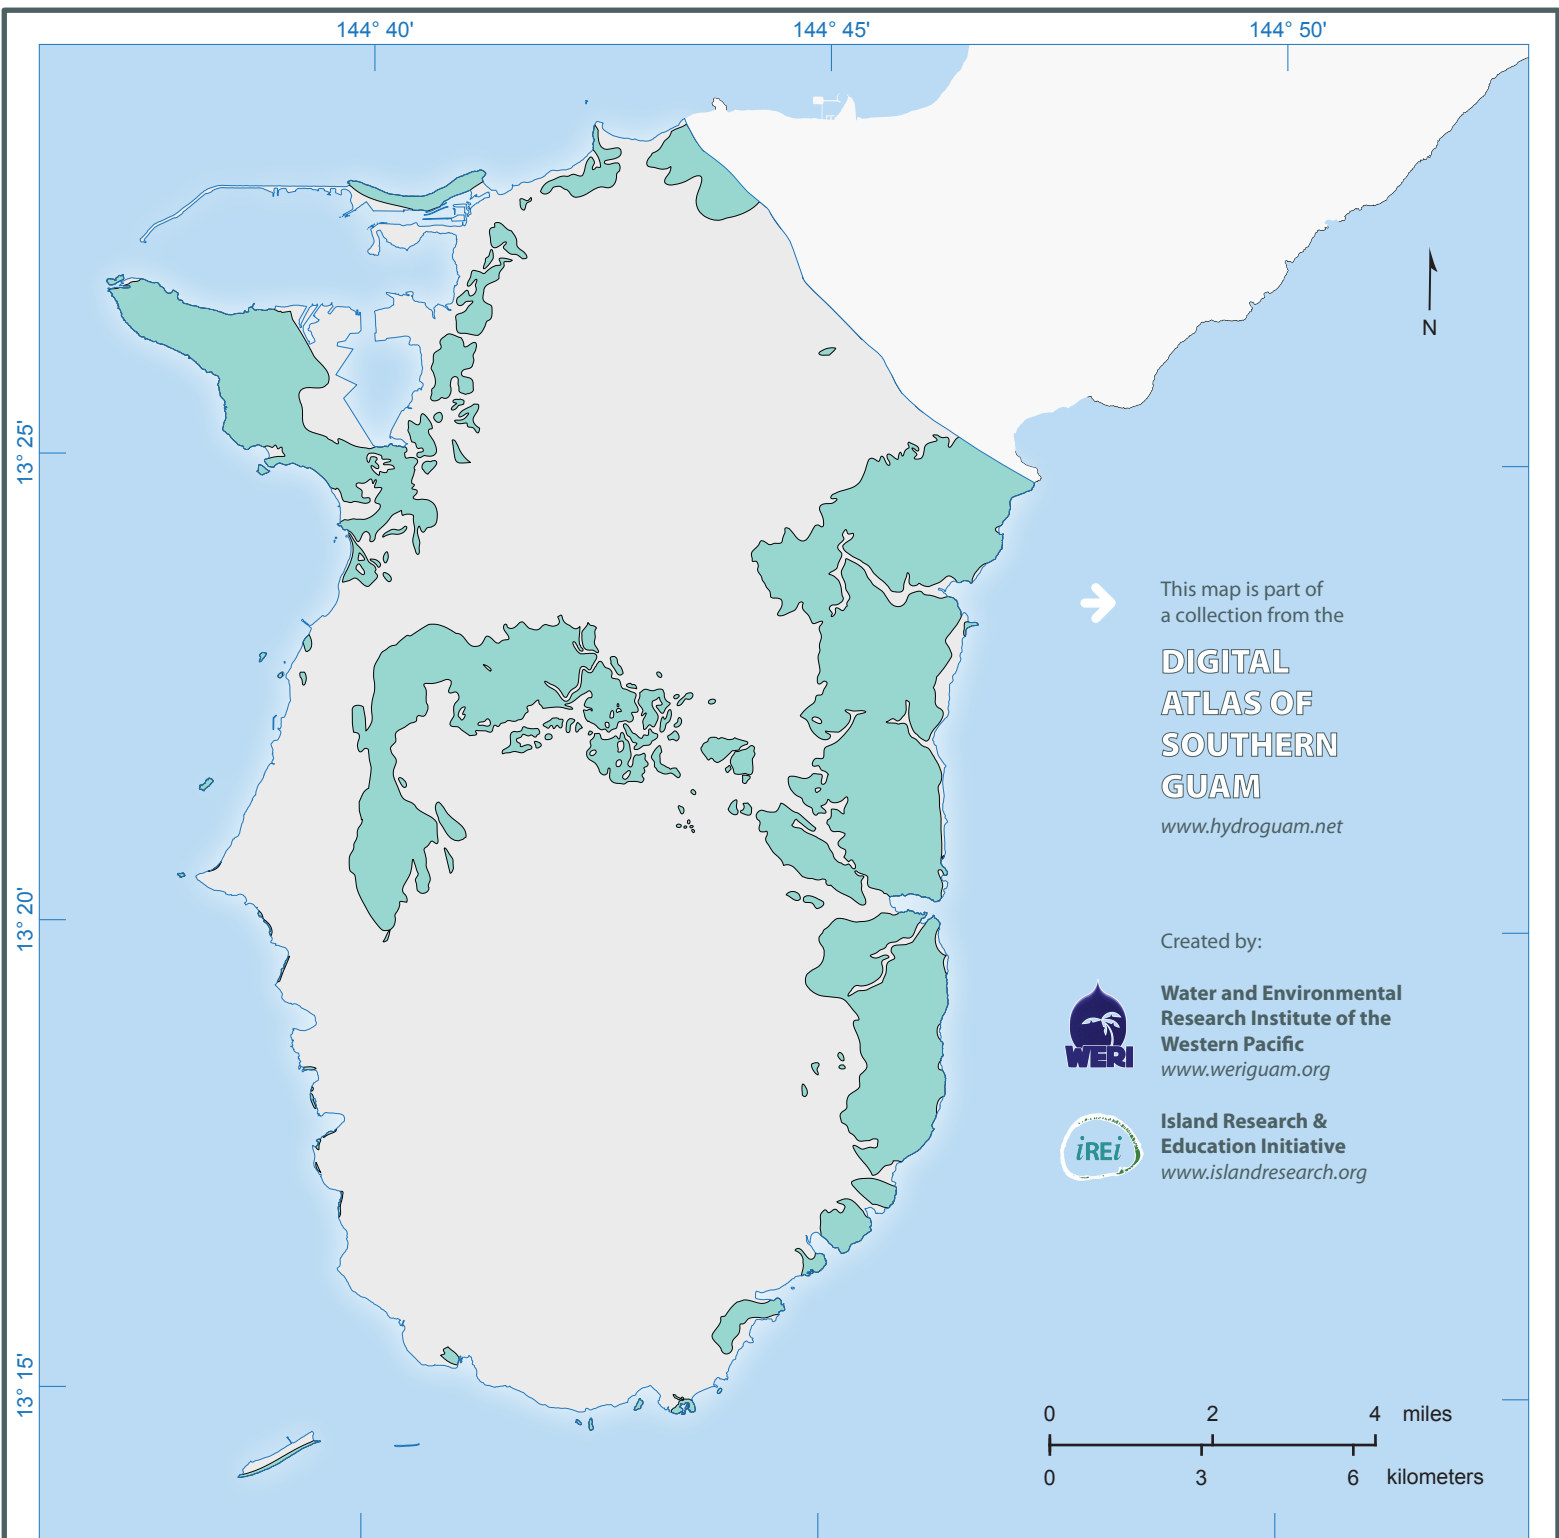 144° 40'
144° 45'
144° 50'
13° 25'
N
This map is part of
a collection from the
DIGITAL
ATLAS OF
SOUTHERN
GUAM
www.hydroguam.net
13° 20'
Created by:
Water and Environmental
Research Institute of the
Western Pacific
www.weriguam.org
WERI
Island Research &
Education Initiative
www.islandresearch.org
iREi
13° 15'
0 2 4 miles
0 3 6 kilometers